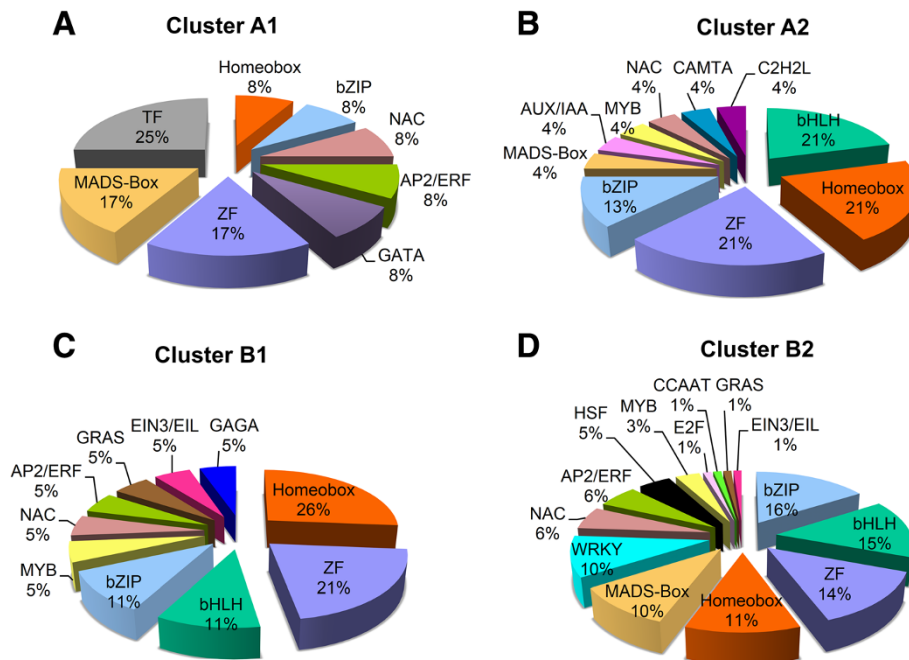 A
Cluster A1
Homeobox
8%
bZIP
8%
NAC
8%
AP2/ERF
8%
GATA
8%
ZF
17%
MADS-Box
17%
TF
25%
B
Cluster A2
bHLH
21%
Homeobox
21%
ZF
21%
bZIP
13%
MADS-Box
4%
AUX/IAA
4%
MYB
4%
NAC
4%
CAMTA
4%
C2H2L
4%
C
Cluster B1
Homeobox
26%
ZF
21%
bHLH
11%
bZIP
11%
MYB
5%
NAC
5%
AP2/ERF
5%
GRAS
5%
EIN3/EIL
5%
GAGA
5%
D
Cluster B2
bZIP
16%
bHLH
15%
ZF
14%
Homeobox
11%
MADS-Box
10%
WRKY
10%
NAC
6%
AP2/ERF
6%
HSF
5%
MYB
3%
E2F
1%
CCAAT
1%
GRAS
1%
EIN3/EIL
1%